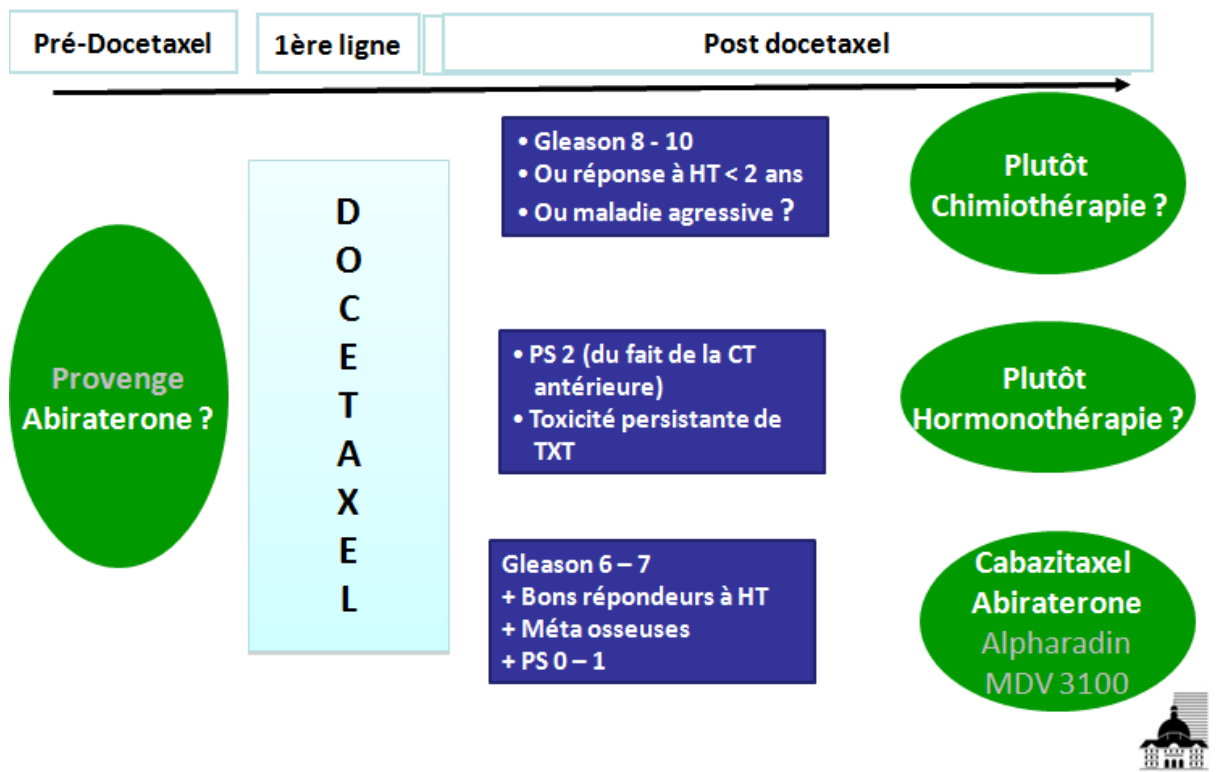 Pré-Docetaxel
1ère ligne
Post docetaxel
Provenge
Abiraterone ?
D
O
C
E
T
A
X
E
L
• Gleason 8 - 10
• Ou réponse à HT < 2 ans
• Ou maladie agressive ?
Plutôt
Chimiothérapie ?
• PS 2 (du fait de la CT
antérieure)
• Toxicité persistante de
TXT
Plutôt
Hormonothérapie ?
Gleason 6 – 7
+ Bons répondeurs à HT
+ Méta osseuses
+ PS 0 – 1
Cabazitaxel
Abiraterone
Alpharadin
MDV 3100